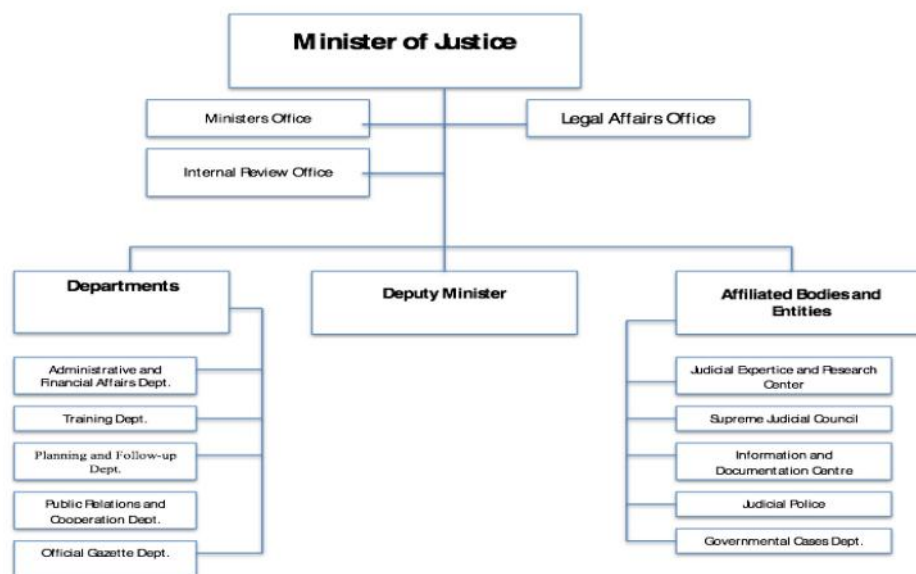 Minister of Justice
Ministers Office
Legal Affairs Office
Internal Review Office
Departments
Deputy Minister
Affiliated Bodies and
Entities
Administrative and
Financial Affairs Dept.
Training Dept.
Planning and Follow-up
Dept.
Public Relations and
Cooperation Dept.
Official Gazette Dept.
Judicial Expertice and Research
Center
Supreme Judicial Council
Information and
Documentation Centre
Judicial Police
Governmental Cases Dept.